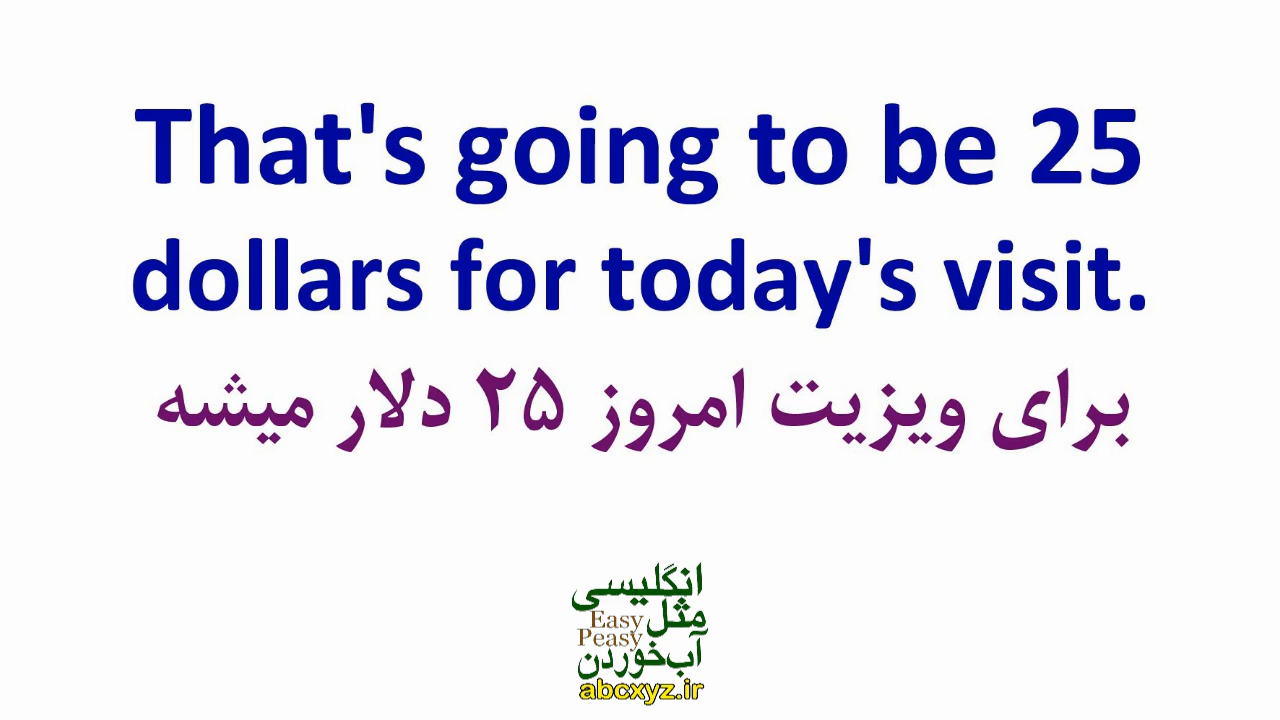 That's going to be 25
dollars for today's visit.
برای ویزیت امروز ۲۵ دلار میشه
انگلیسی
مثل
Easy
Peasy
آب‌خوردن
abcxyz.ir